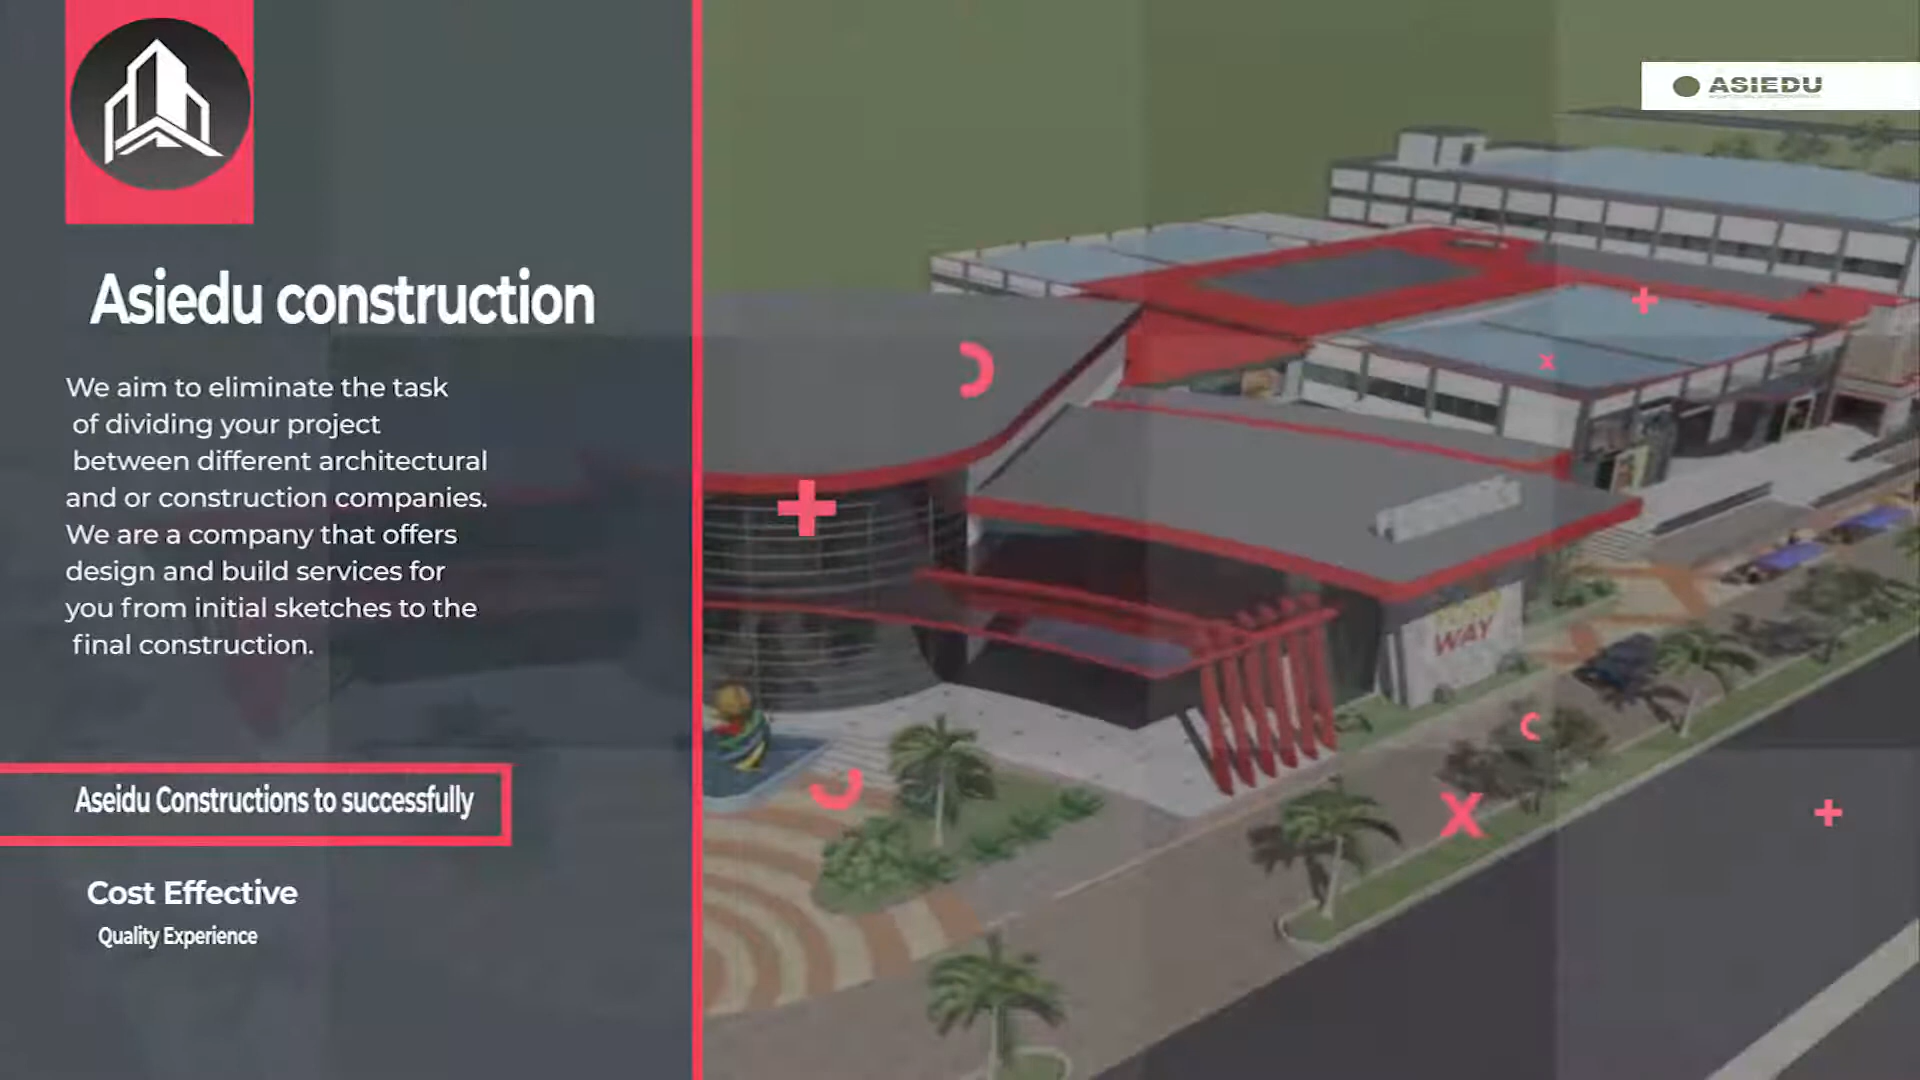 Asiedu construction
We aim to eliminate the task
of dividing your project
between different architectural
and or construction companies.
We are a company that offers
design and build services for
you from initial sketches to the
final construction.
Aseidu Constructions to successfully
Cost Effective
Quality Experience
ASIEDU
WAY